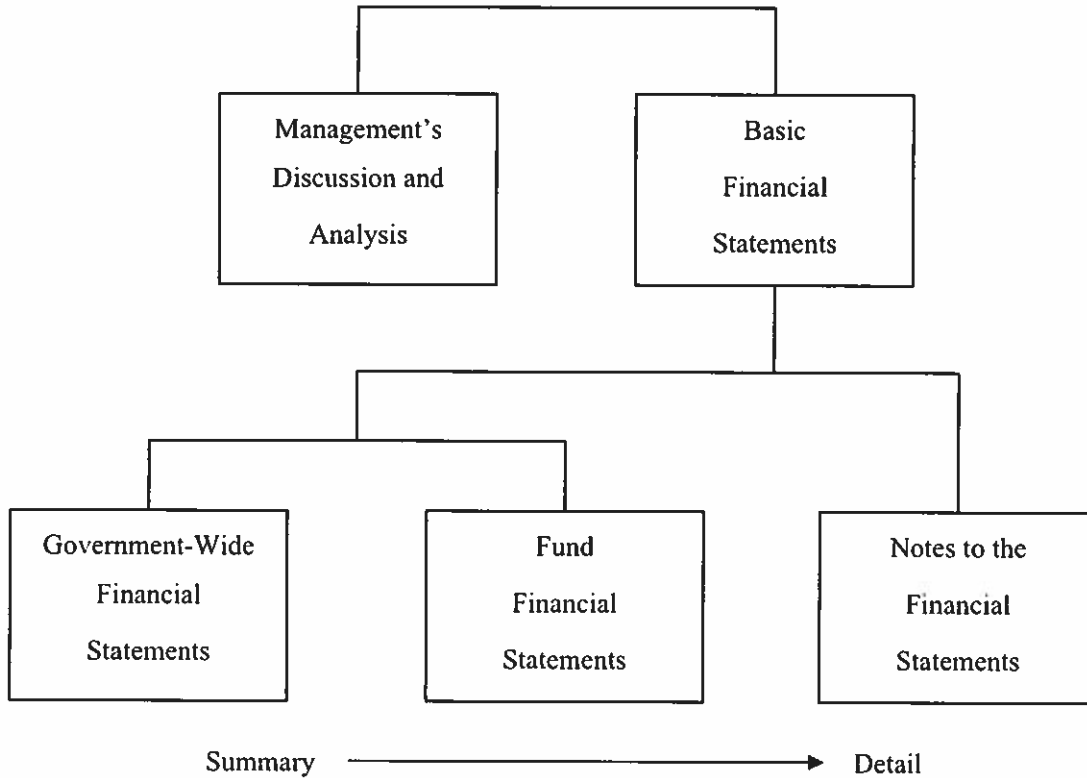 Management's
Discussion and
Analysis
Basic
Financial
Statements
Government-Wide
Financial
Statements
Fund
Financial
Statements
Notes to the
Financial
Statements
Summary
Detail